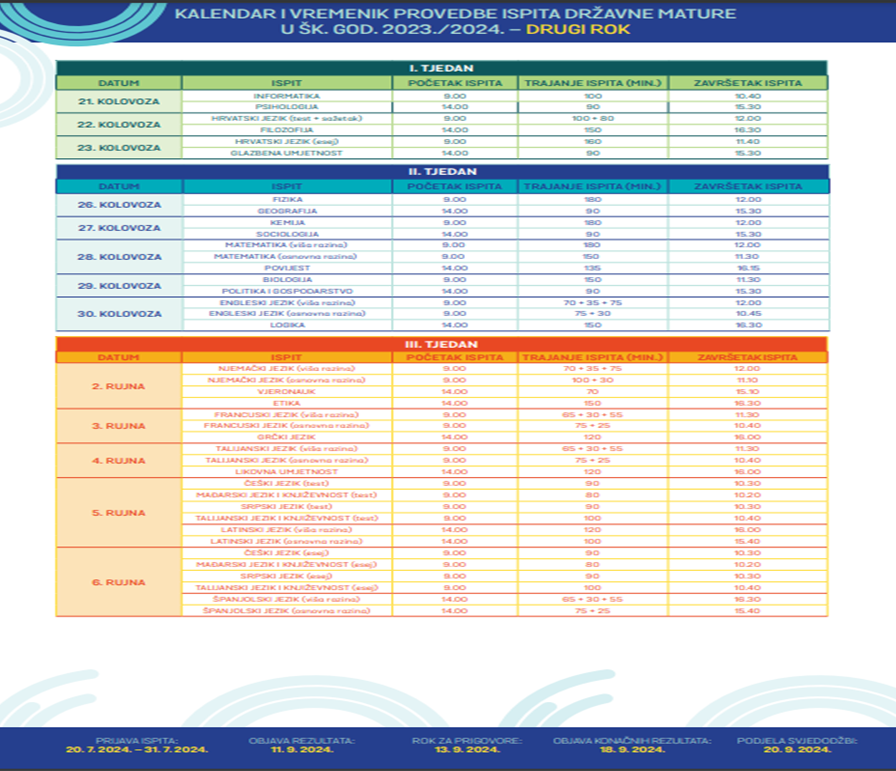 KALENDAR I VREMENIK PROVEDBE ISPITA DRŽAVNE MATURE
U ŠK. GOD. 2023./2024. – DRUGI ROK
I. TJEDAN
DATUM ISPIT POČETAK ISPITA TRAJANJE ISPITA (MIN.) ZAVRŠETAK ISPITA
21. KOLOVOZA
INFORMATIKA 9.00 100 10.40
PSIHOLOGIJA 14.00 90 15.30
22. KOLOVOZA
HRVATSKI JEZIK (test + sažetak) 9.00 100 + 80 12.00
FILOZOFIJA 14.00 150 16.30
23. KOLOVOZA
HRVATSKI JEZIK (esej) 9.00 160 11.40
GLAZBENA UMJETNOST 14.00 90 15.30
II. TJEDAN
DATUM ISPIT POČETAK ISPITA TRAJANJE ISPITA (MIN.) ZAVRŠETAK ISPITA
26. KOLOVOZA
FIZIKA 9.00 180 12.00
GEOGRAFIJA 14.00 90 15.30
27. KOLOVOZA
KEMIJA 9.00 180 12.00
SOCIOLOGIJA 14.00 90 15.30
28. KOLOVOZA
MATEMATIKA (viša razina) 9.00 180 12.00
MATEMATIKA (osnovna razina) 9.00 150 11.30
POVIJEST 14.00 135 16.15
29. KOLOVOZA
BIOLOGIJA 9.00 150 11.30
POLITIKA I GOSPODARSTVO 14.00 90 15.30
30. KOLOVOZA
ENGLESKI JEZIK (viša razina) 9.00 70 + 35 + 75 12.00
ENGLESKI JEZIK (osnovna razina) 9.00 75 + 30 10.45
LOGIKA 14.00 150 16.30
III. TJEDAN
DATUM ISPIT POČETAK ISPITA TRAJANJE ISPITA (MIN.) ZAVRŠETAK ISPITA
2. RUJNA
NJEMAČKI JEZIK (viša razina) 9.00 70 + 35 + 75 12.00
NJEMAČKI JEZIK (osnovna razina) 9.00 100 + 30 11.10
VJERONAUK 14.00 70 15.10
ETIKA 14.00 150 16.30
3. RUJNA
FRANCUSKI JEZIK (viša razina) 9.00 65 + 30 + 55 11.30
FRANCUSKI JEZIK (osnovna razina) 9.00 75 + 25 10.40
GRČKI JEZIK 14.00 120 16.00
4. RUJNA
TALIJANSKI JEZIK (viša razina) 9.00 65 + 30 + 55 11.30
TALIJANSKI JEZIK (osnovna razina) 9.00 75 + 25 10.40
LIKOVNA UMJETNOST 14.00 120 16.00
5. RUJNA
ČEŠKI JEZIK (test) 9.00 90 10.30
MAĐARSKI JEZIK I KNJIŽEVNOST (test) 9.00 80 10.20
SRPSKI JEZIK (test) 9.00 90 10.30
TALIJANSKI JEZIK I KNJIŽEVNOST (test) 9.00 100 10.40
LATINSKI JEZIK (viša razina) 14.00 120 16.00
LATINSKI JEZIK (osnovna razina) 14.00 100 15.40
6. RUJNA
ČEŠKI JEZIK (esej) 9.00 90 10.30
MAĐARSKI JEZIK I KNJIŽEVNOST (esej) 9.00 80 10.20
SRPSKI JEZIK (esej) 9.00 90 10.30
TALIJANSKI JEZIK I KNJIŽEVNOST (esej) 9.00 100 10.40
ŠPANJOLSKI JEZIK (viša razina) 14.00 65 + 30 + 55 16.30
ŠPANJOLSKI JEZIK (osnovna razina) 14.00 75 + 25 15.40
PRIJAVA ISPITA: OBJAVA REZULTATA: ROK ZA PRIGOVORE: OBJAVA KONAČNIH REZULTATA: PODJELA SVJEDODŽBI:
20. 7. 2024. – 31. 7. 2024. 11. 9. 2024. 13. 9. 2024. 18. 9. 2024. 20. 9. 2024.